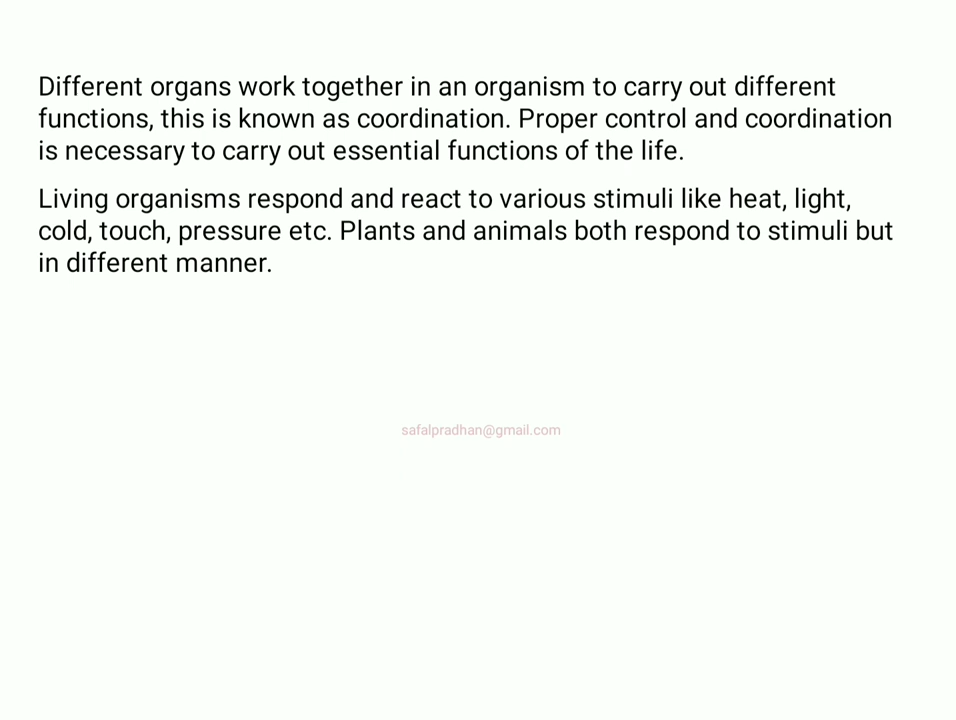 Different organs work together in an organism to carry out different
functions, this is known as coordination. Proper control and coordination
is necessary to carry out essential functions of the life.
Living organisms respond and react to various stimuli like heat, light,
cold, touch, pressure etc. Plants and animals both respond to stimuli but
in different manner.
safalpradhan@gmail.com